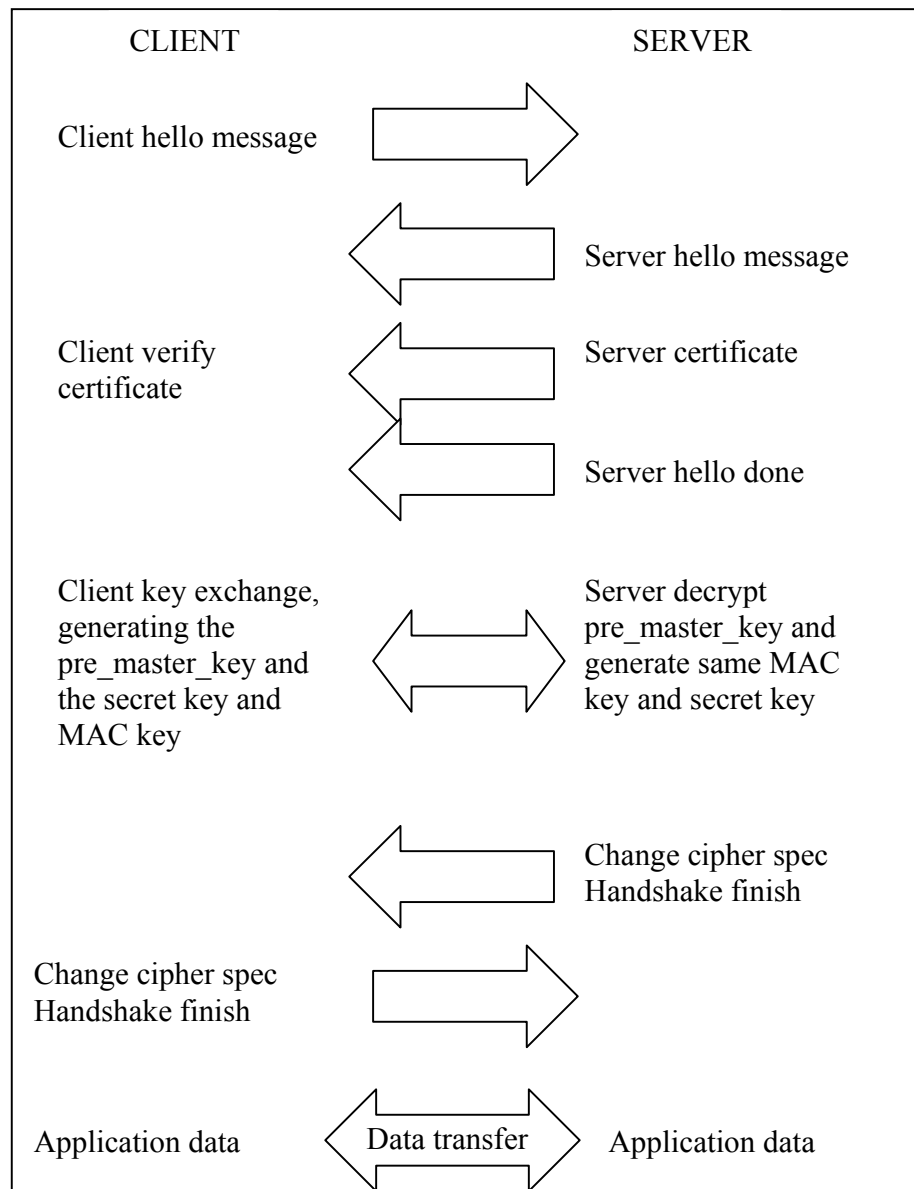 CLIENT
SERVER
Client hello message
Server hello message
Client verify
certificate
Server certificate
Server hello done
Client key exchange,
generating the
pre_master_key and
the secret key and
MAC key
Server decrypt
pre_master_key and
generate same MAC
key and secret key
Change cipher spec
Handshake finish
Change cipher spec
Handshake finish
Application data
Data transfer
Application data